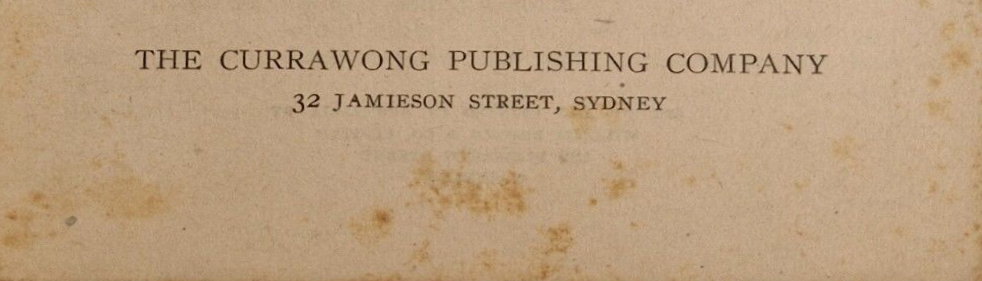 THE CURRAWONG PUBLISHING COMPANY
32 JAMIESON STREET, SYDNEY